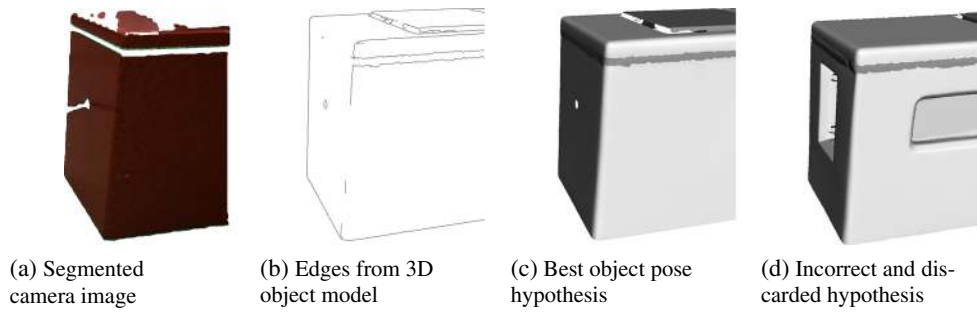 (a) Segmented
camera image
(b) Edges from 3D
object model
(c) Best object pose
hypothesis
(d) Incorrect and dis-
carded hypothesis